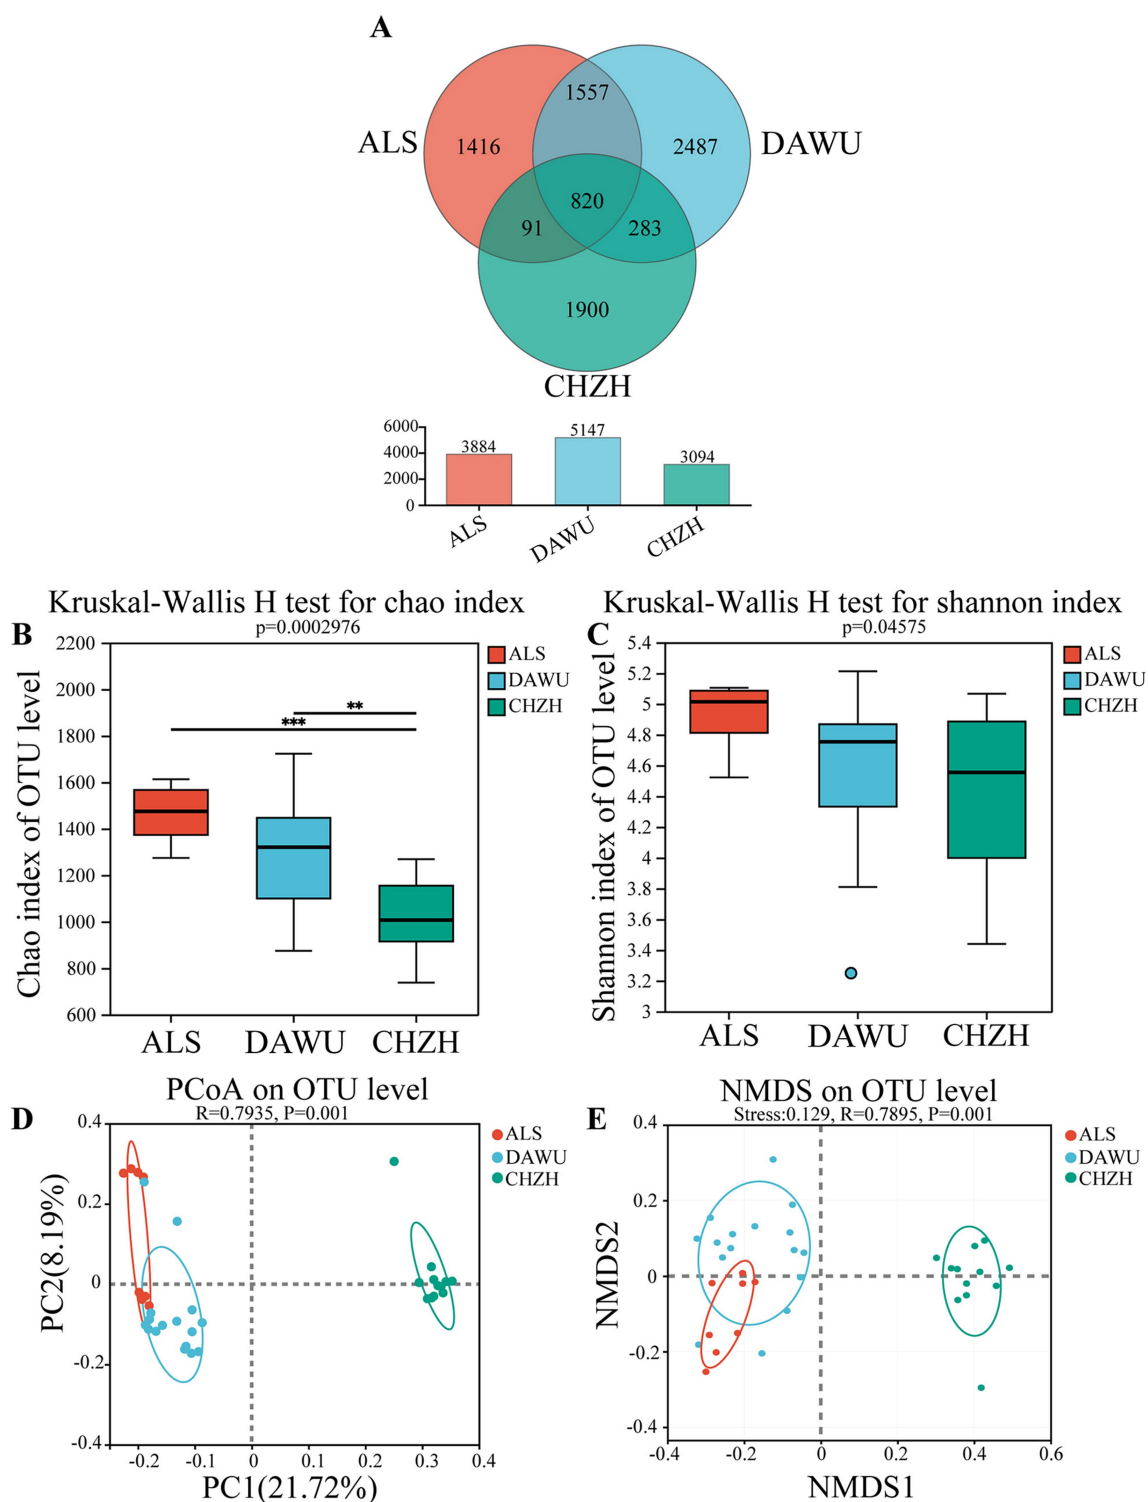 A
1557
ALS
1416
2487
DAWU
820
91
283
1900
CHZH
6000
4000
2000
0
3884
5147
3094
ALS
DAWU
CHZH
Kruskal-Wallis H test for chao index
p=0.0002976
B
2200
2000
1800
1600
1400
1200
1000
800
600
Chao index of OTU level
**
***
ALS
DAWU
CHZH
ALS
DAWU
CHZH
Kruskal-Wallis H test for shannon index
p=0.04575
C
5.4
5.2
5
4.8
4.6
4.4
4.2
4
3.8
3.6
3.4
3.2
3
Shannon index of OTU level
ALS
DAWU
CHZH
ALS
DAWU
CHZH
PCoA on OTU level
R=0.7935, P=0.001
D
0.4
0.2
0
-0.2
-0.4
PC2(8.19%)
ALS
DAWU
CHZH
-0.2
-0.1
0
0.1
0.2
0.3
0.4
PC1(21.72%)
NMDS on OTU level
Stress:0.129, R=0.7895, P=0.001
E
0.4
0.2
0
-0.2
-0.4
NMDS2
ALS
DAWU
CHZH
-0.4
-0.2
0
0.2
0.4
0.6
NMDS1